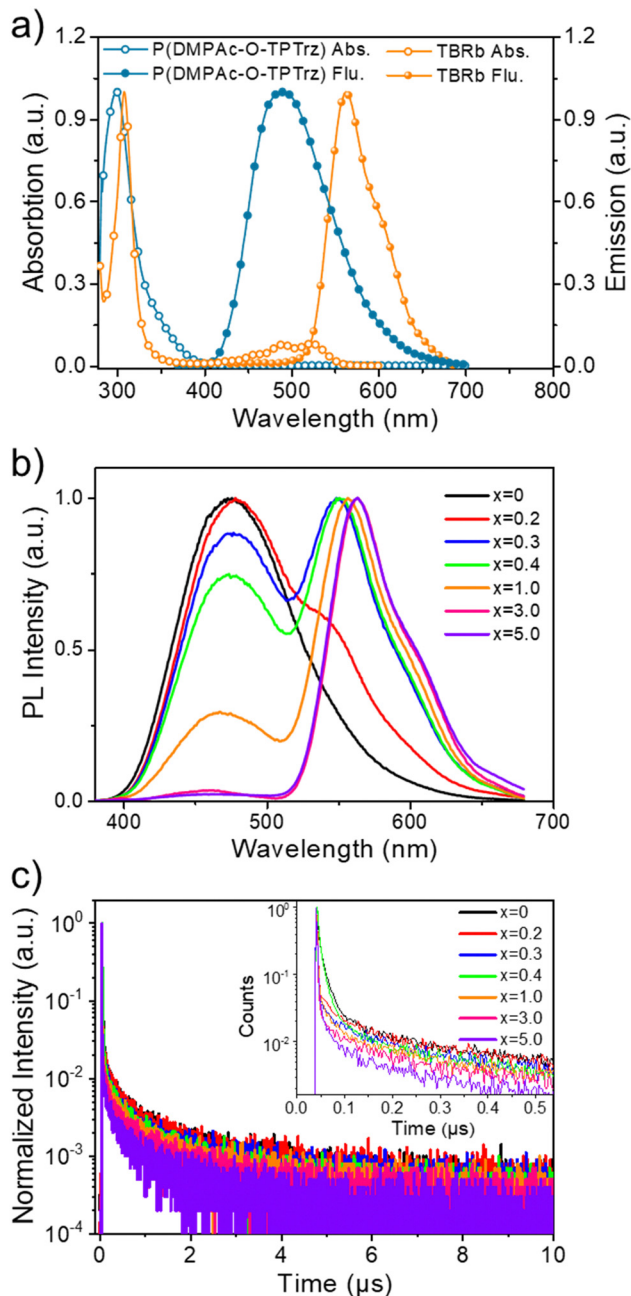 a)
P(DMPAc-O-TPTrz) Abs. TBRb Abs.
P(DMPAc-O-TPTrz) Flu. TBRb Flu.
1.2 1.2
0.9 0.9
0.6 0.6
0.3 0.3
0.0 0.0
Absorbtion (a.u.)
Emission (a.u.)
300 400 500 600 700 800
Wavelength (nm)
b)
1.0
0.5
0.0
PL Intensity (a.u.)
x=0
x=0.2
x=0.3
x=0.4
x=1.0
x=3.0
x=5.0
400 500 600 700
Wavelength (nm)
c)
10^0
10^-1
10^-2
10^-3
10^-4
Normalized Intensity (a.u.)
10^0
10^-1
10^-2
Counts
x=0
x=0.2
x=0.3
x=0.4
x=1.0
x=3.0
x=5.0
0.0 0.1 0.2 0.3 0.4 0.5
Time (µs)
0 2 4 6 8 10
Time (µs)